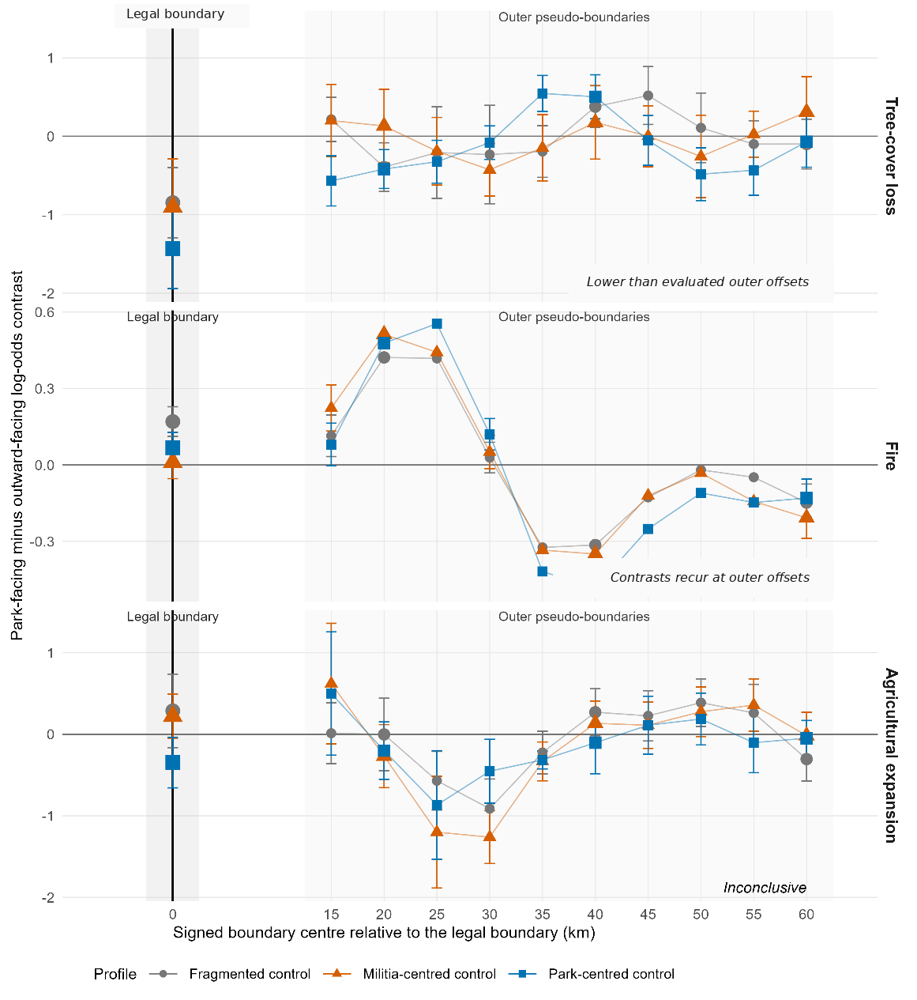 Legal boundary
Outer pseudo-boundaries
1
0
-1
-2
Lower than evaluated outer offsets
Tree-cover loss
Legal boundary
Outer pseudo-boundaries
0.6
0.3
0.0
-0.3
Contrasts recur at outer offsets
Fire
Park-facing minus outward-facing log-odds contrast
Legal boundary
Outer pseudo-boundaries
1
0
-1
-2
Inconclusive
Agricultural expansion
0 15 20 25 30 35 40 45 50 55 60
Signed boundary centre relative to the legal boundary (km)
Profile Fragmented control Militia-centred control Park-centred control